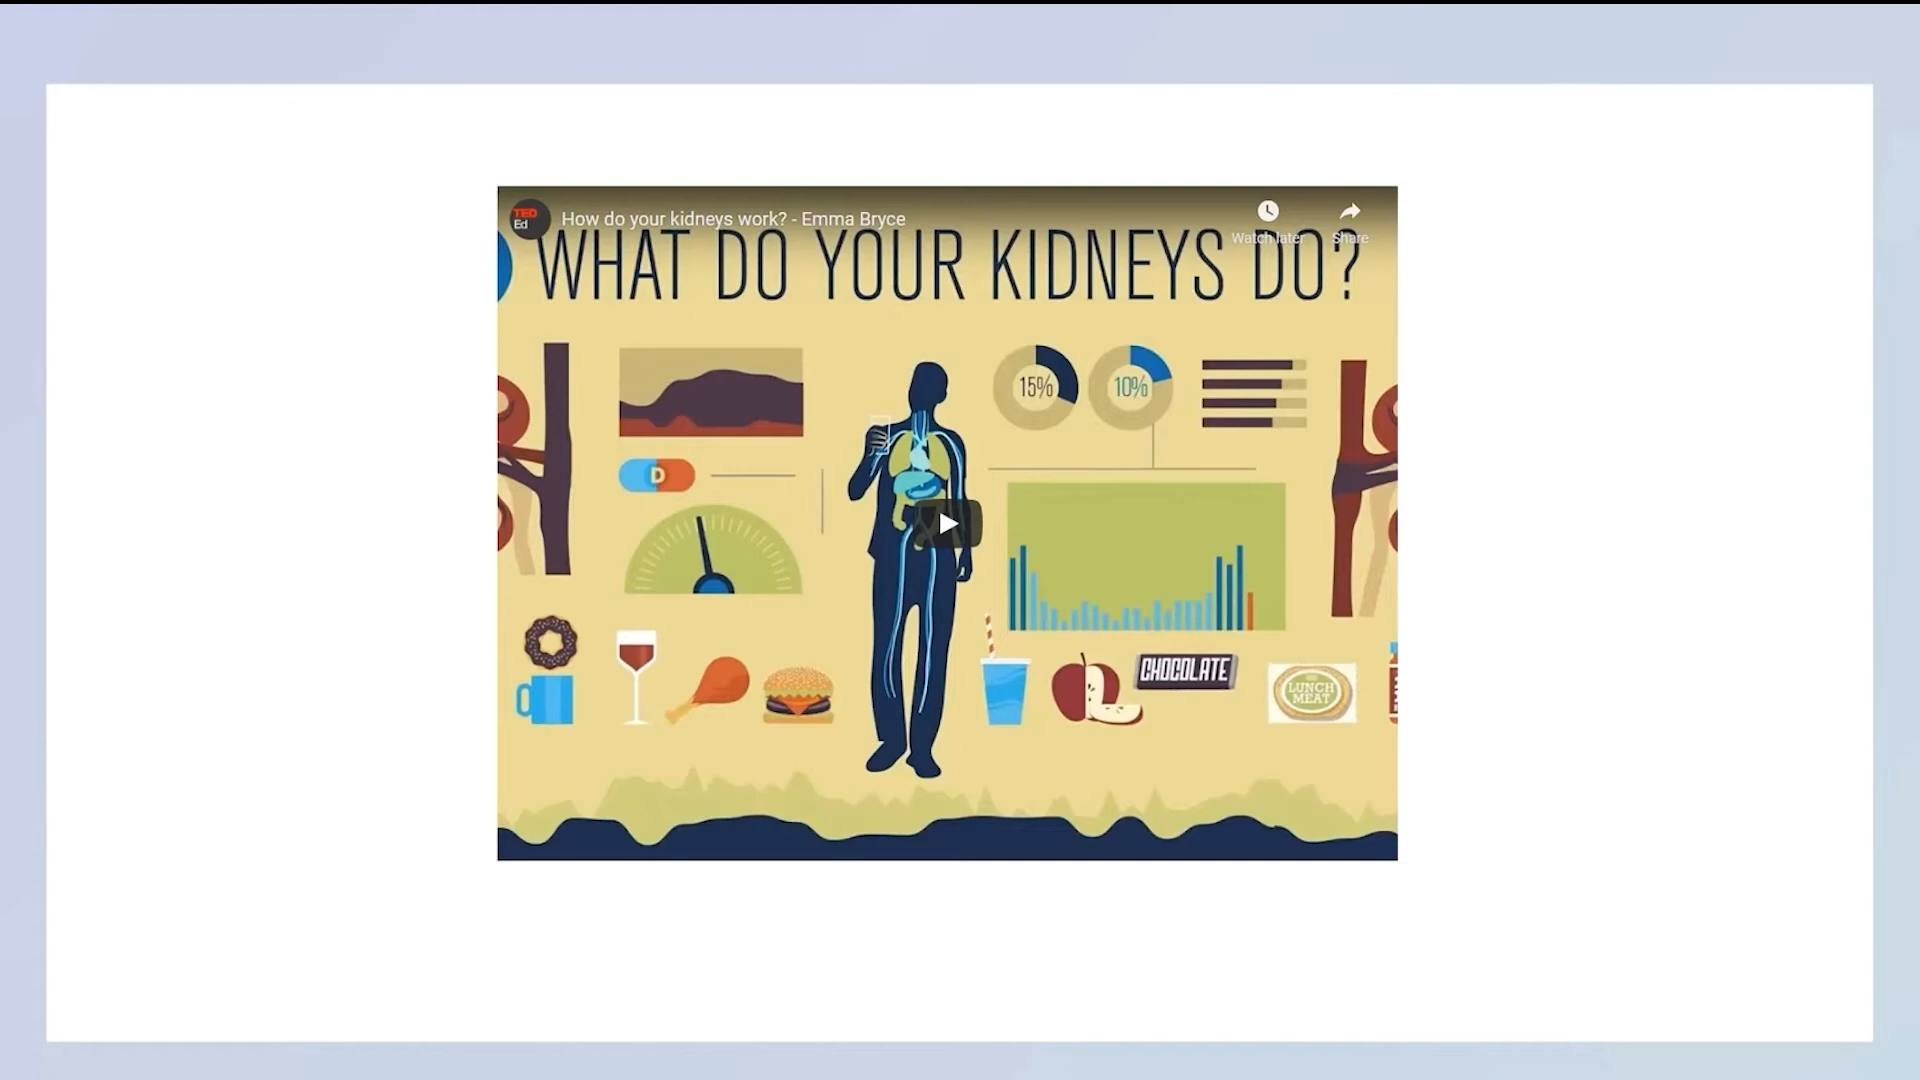 TED
Ed
How do your kidneys work? - Emma Bryce
Watch later
Share
WHAT DO YOUR KIDNEYS DO?
15%
10%
D
CHOCOLATE
LUNCH
MEAT